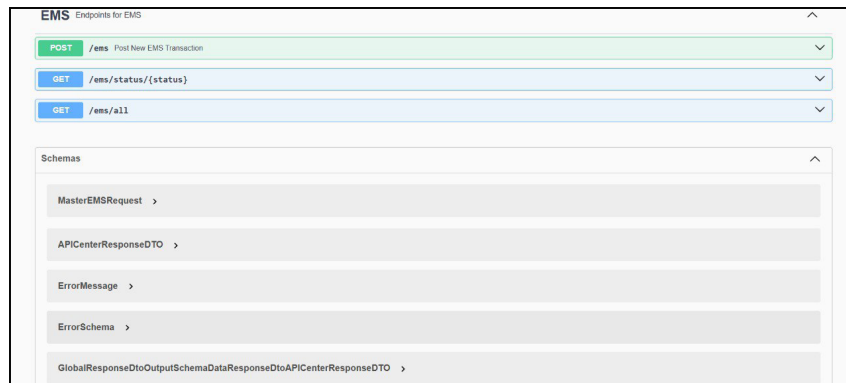 EMS Endpoints for EMS
POST /ems Post New EMS Transaction
GET /ems/status/{status}
GET /ems/all
Schemas
MasterEMSRequest
APICenterResponseDTO
ErrorMessage
ErrorSchema
GlobalResponseDtoOutputSchemaDataResponseDtoAPICenterResponseDTO